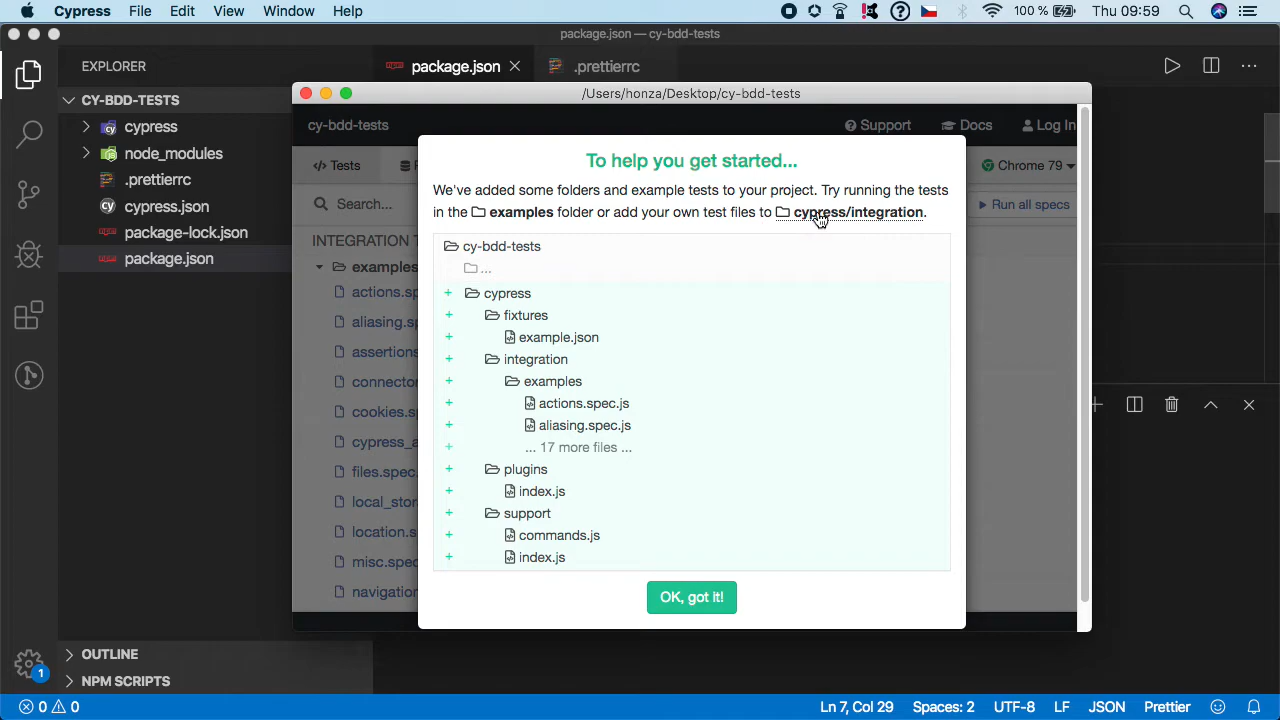 Cypress File Edit View Window Help 100 % Thu 09:59
package.json — cy-bdd-tests
EXPLORER
package.json
.prettierrc
CY-BDD-TESTS
cypress
node_modules
.prettierrc
cypress.json
package-lock.json
package.json
OUTLINE
NPM SCRIPTS
/Users/honza/Desktop/cy-bdd-tests
cy-bdd-tests
Support
Docs
Log In
Tests
Chrome 79
Search...
Run all specs
INTEGRATION
examples
actions.sp
aliasing.sp
assertions
connector
cookies.s
cypress_a
files.spec
local_stor
location.s
misc.spec
navigation
To help you get started...
We've added some folders and example tests to your project. Try running the tests
in the examples folder or add your own test files to cypress/integration.
cy-bdd-tests
...
+ cypress
+ fixtures
+ example.json
+ integration
+ examples
+ actions.spec.js
+ aliasing.spec.js
+ ... 17 more files ...
+ plugins
+ index.js
+ support
+ commands.js
+ index.js
OK, got it!
1
0 0 Ln 7, Col 29 Spaces: 2 UTF-8 LF JSON Prettier